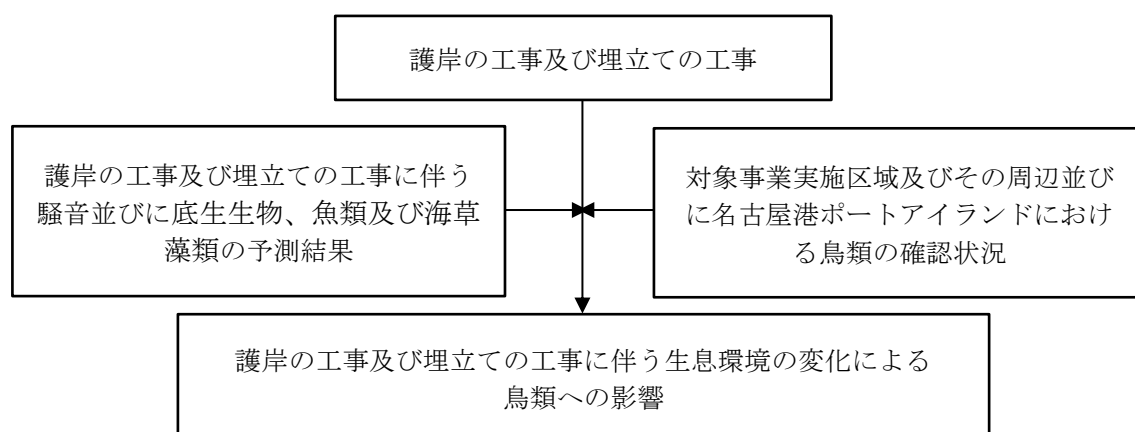 護岸の工事及び埋立ての工事
護岸の工事及び埋立ての工事に伴う
騒音並びに底生生物、魚類及び海草
藻類の予測結果
対象事業実施区域及びその周辺並び
に名古屋港ポートアイランドにおけ
る鳥類の確認状況
護岸の工事及び埋立ての工事に伴う生息環境の変化による
鳥類への影響